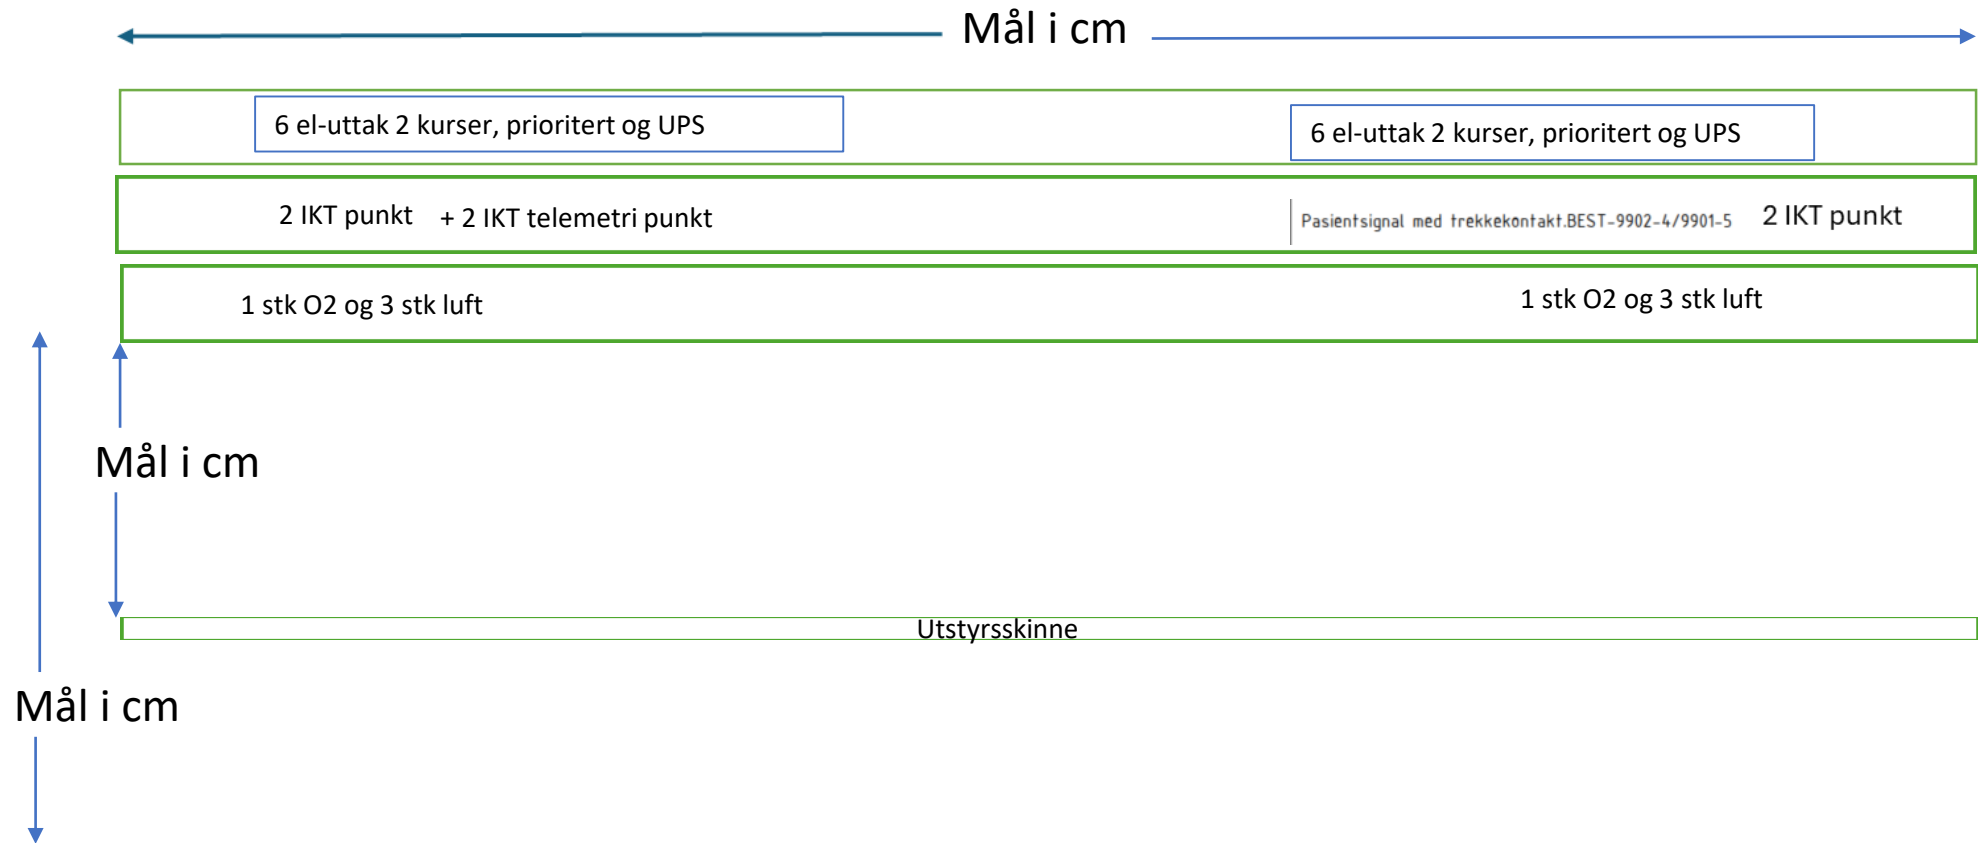 Mål i cm
6 el-uttak 2 kurser, prioritert og UPS
6 el-uttak 2 kurser, prioritert og UPS
2 IKT punkt + 2 IKT telemetri punkt
Pasientsignal med trekkekontakt.BEST-9902-4/9901-5 2 IKT punkt
1 stk O2 og 3 stk luft
1 stk O2 og 3 stk luft
Mål i cm
Utstyrsskinne
Mål i cm